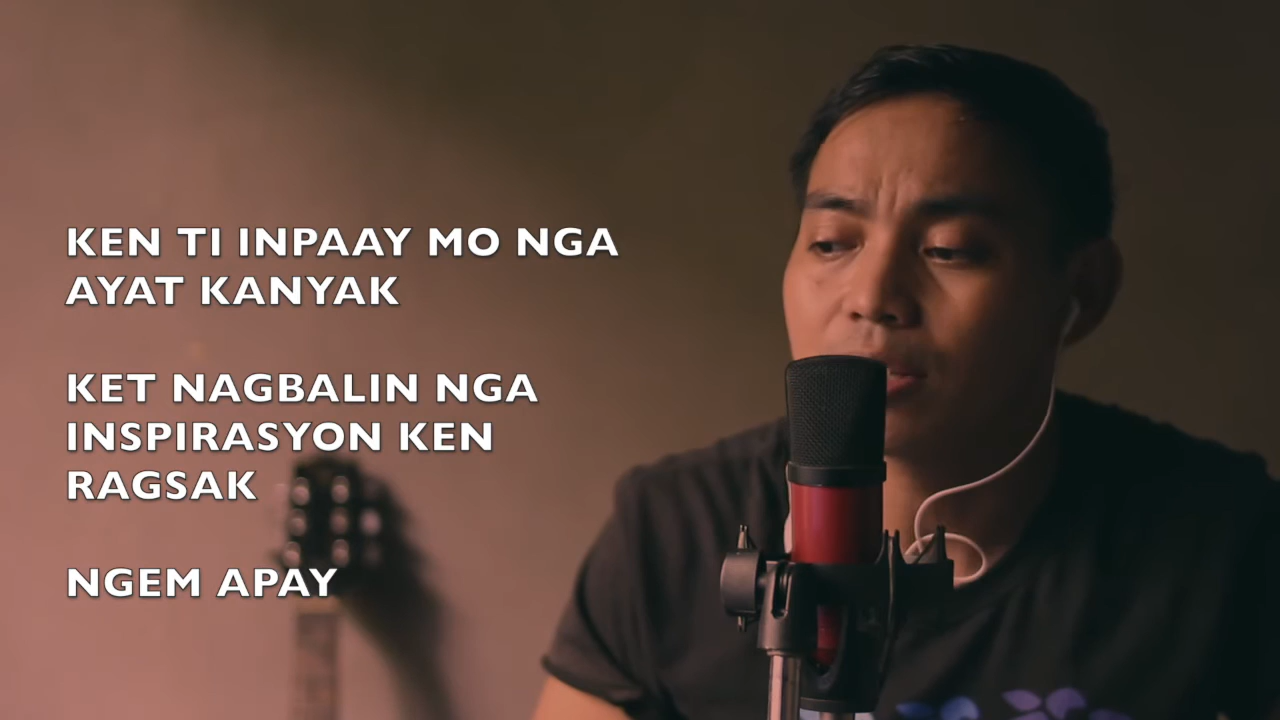 KEN TI INPAAY MO NGA
AYAT KANYAK
KET NAGBALIN NGA
INSPIRASYON KEN
RAGSAK
NGEM APAY